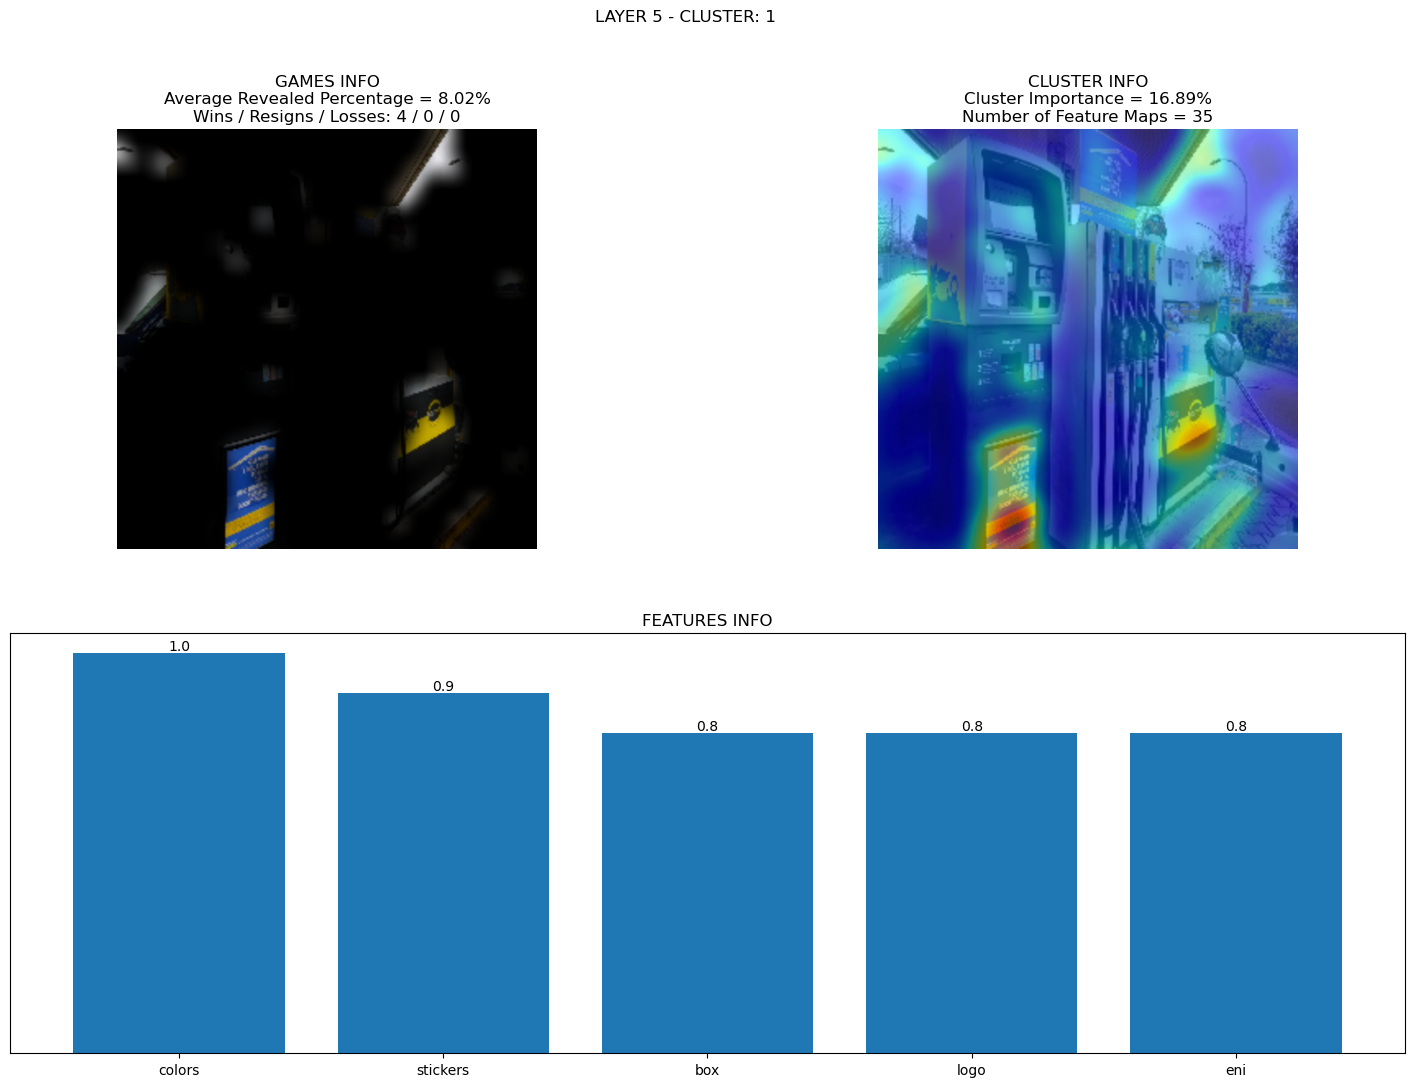 LAYER 5 - CLUSTER: 1
GAMES INFO
Average Revealed Percentage = 8.02%
Wins / Resigns / Losses: 4 / 0 / 0
CLUSTER INFO
Cluster Importance = 16.89%
Number of Feature Maps = 35
FEATURES INFO
1.0
0.9
0.8
0.8
0.8
colors
stickers
box
logo
eni